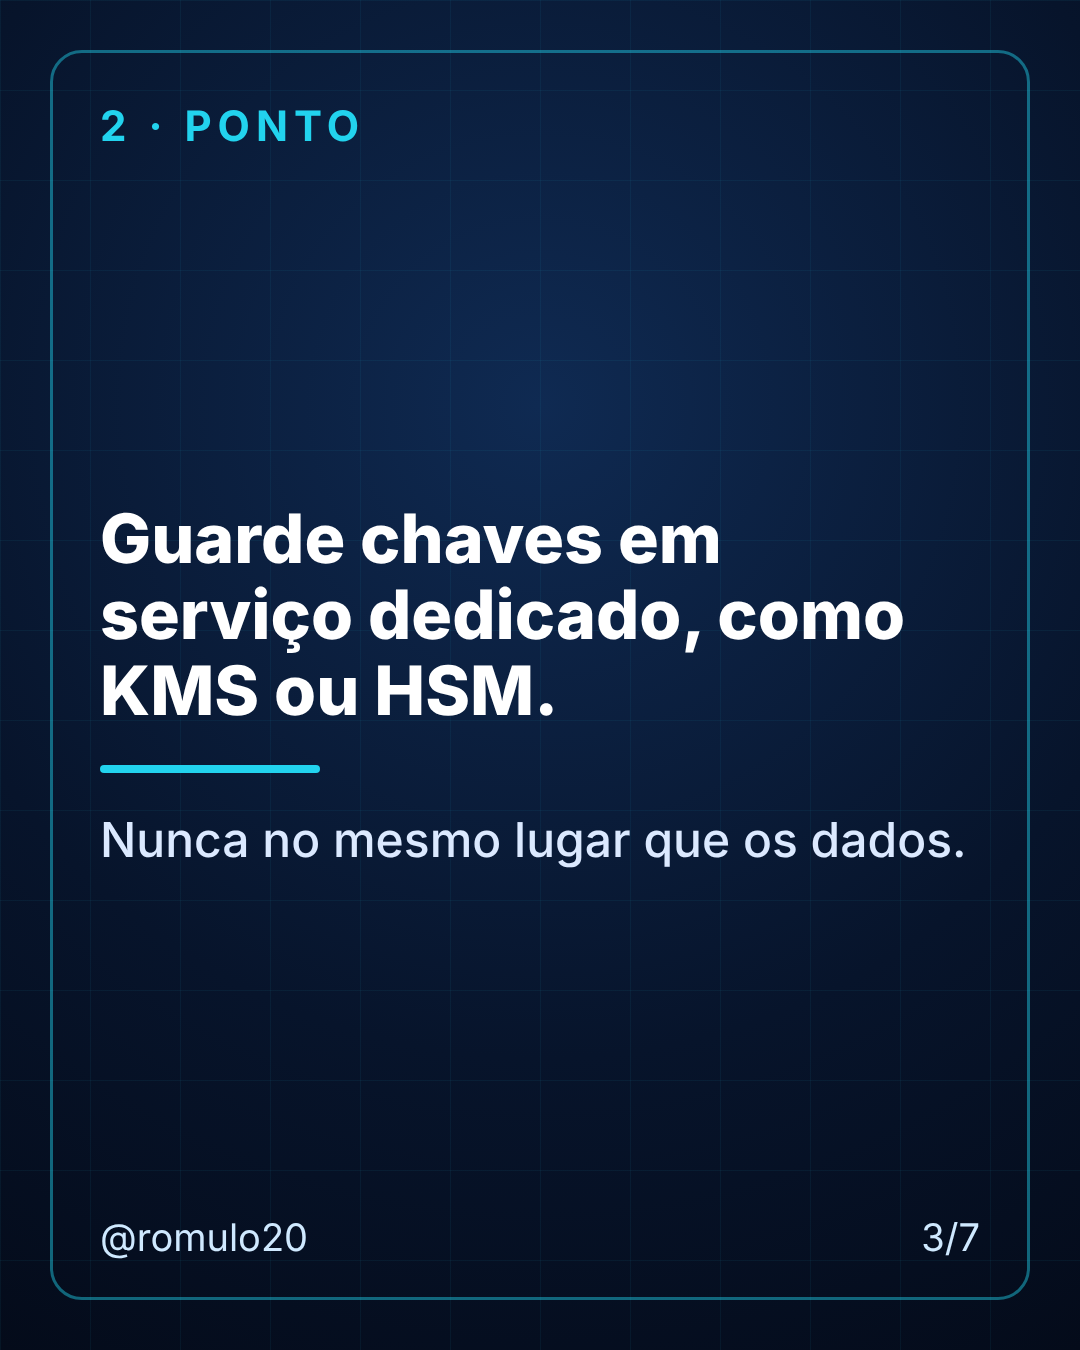 2 · PONTO
Guarde chaves em
serviço dedicado, como
KMS ou HSM.
Nunca no mesmo lugar que os dados.
@romulo20
3/7